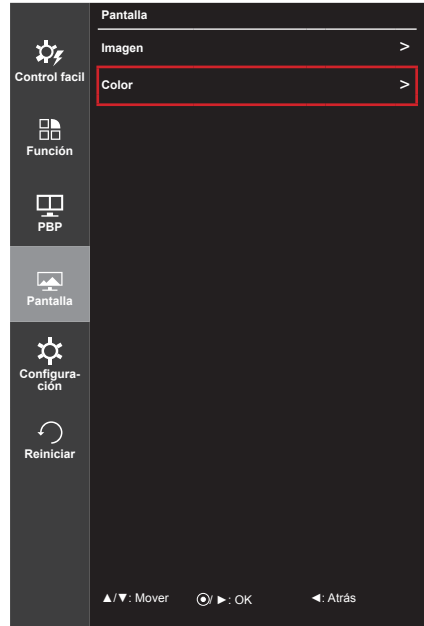 Pantalla
Imagen >
Color >
Control facil
Función
PBP
Pantalla
Configura-
ción
Reiniciar
▲/▼: Mover ⦿/ ►: OK ◄: Atrás